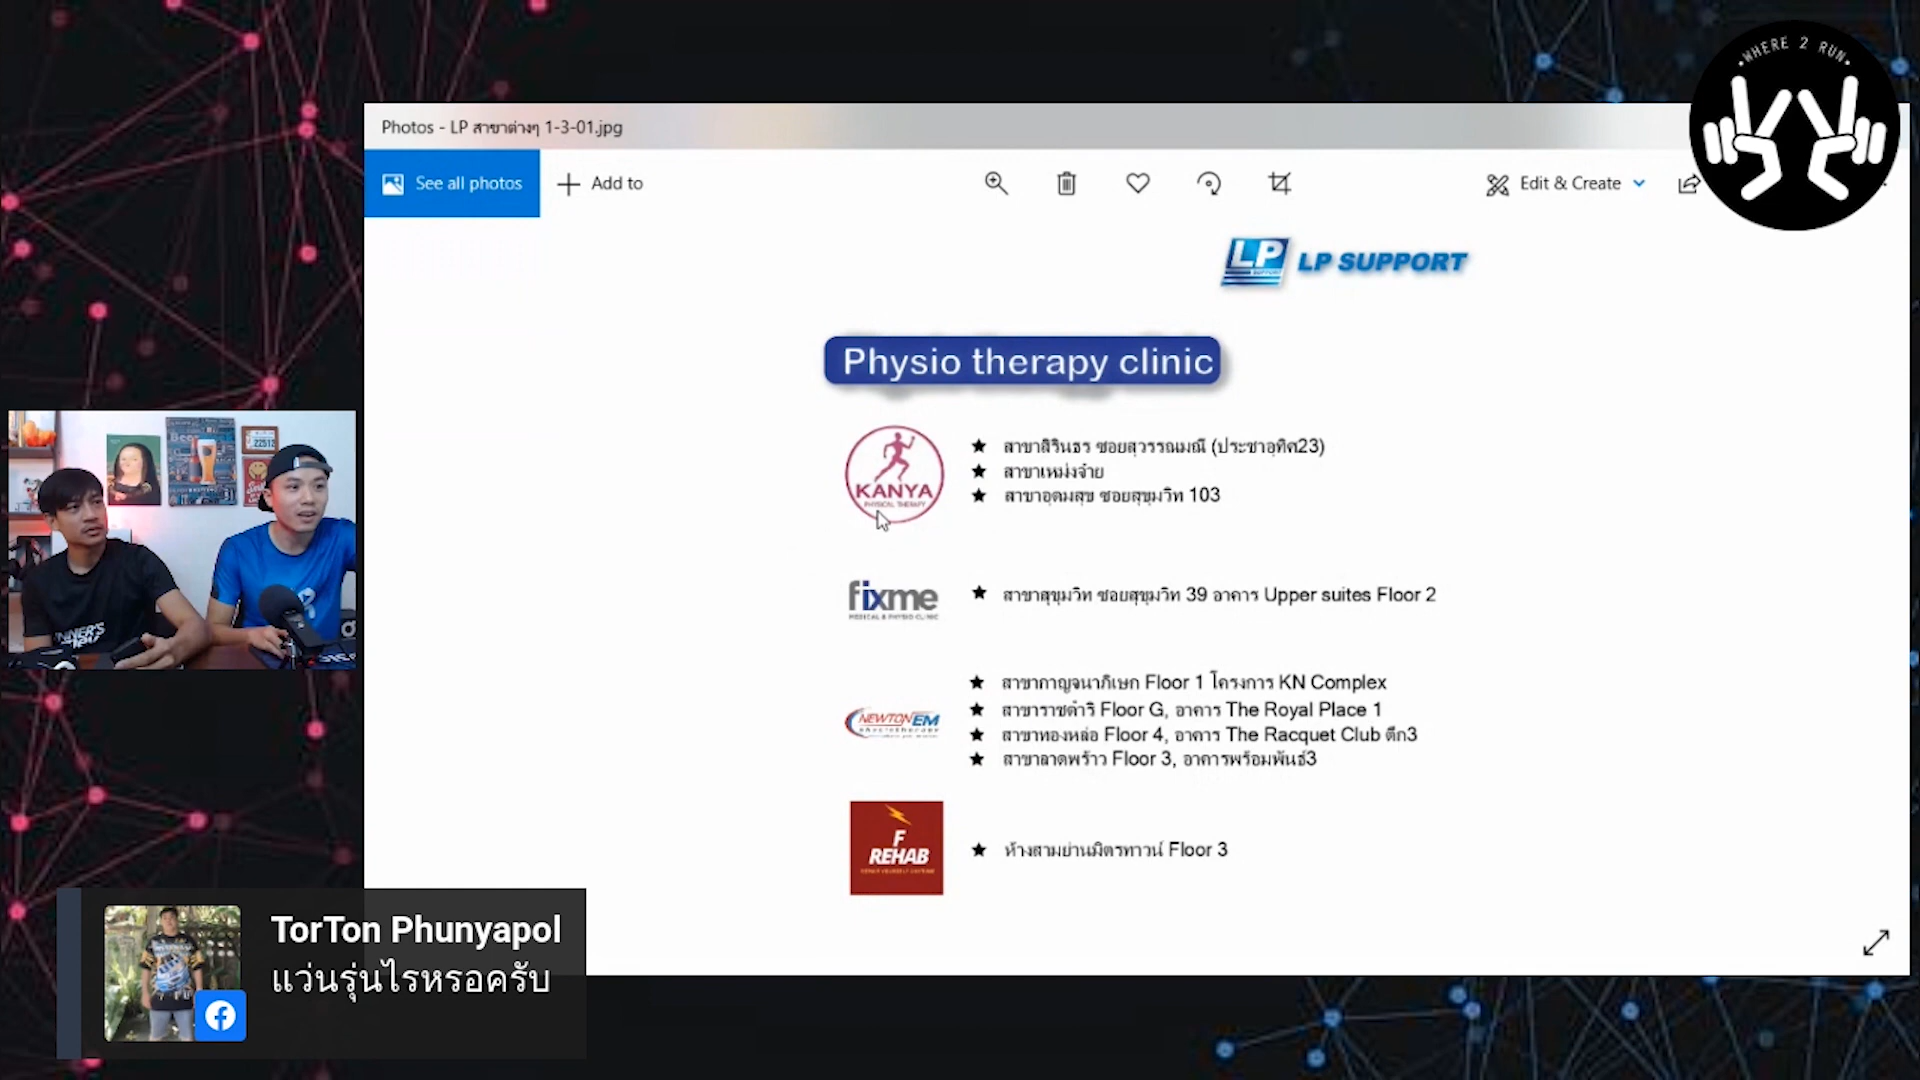 WHERE 2 RUN
Photos - LP สาขาต่างๆ 1-3-01.jpg
See all photos
Add to
Edit & Create
LP
LP SUPPORT
Physio therapy clinic
KANYA
PHYSICAL THERAPY
★ สาขาสิรินธร ซอยสุวรรณมณี (ประชาอุทิศ23)
★ สาขาเหม่งจ๋าย
★ สาขาอุดมสุข ซอยสุขุมวิท 103
fixme
MEDICAL & PHYSIO CLINIC
★ สาขาสุขุมวิท ซอยสุขุมวิท 39 อาคาร Upper suites Floor 2
NEWTON EM
physiotherapy
★ สาขากาญจนาภิเษก Floor 1 โครงการ KN Complex
★ สาขาราชดำริ Floor G, อาคาร The Royal Place 1
★ สาขาทองหล่อ Floor 4, อาคาร The Racquet Club ตึก3
★ สาขาลาดพร้าว Floor 3, อาคารพร้อมพันธ์3
F
REHAB
★ ห้างสามย่านมิตรทาวน์ Floor 3
22512
TorTon Phunyapol
แว่นรุ่นไรหรอครับ